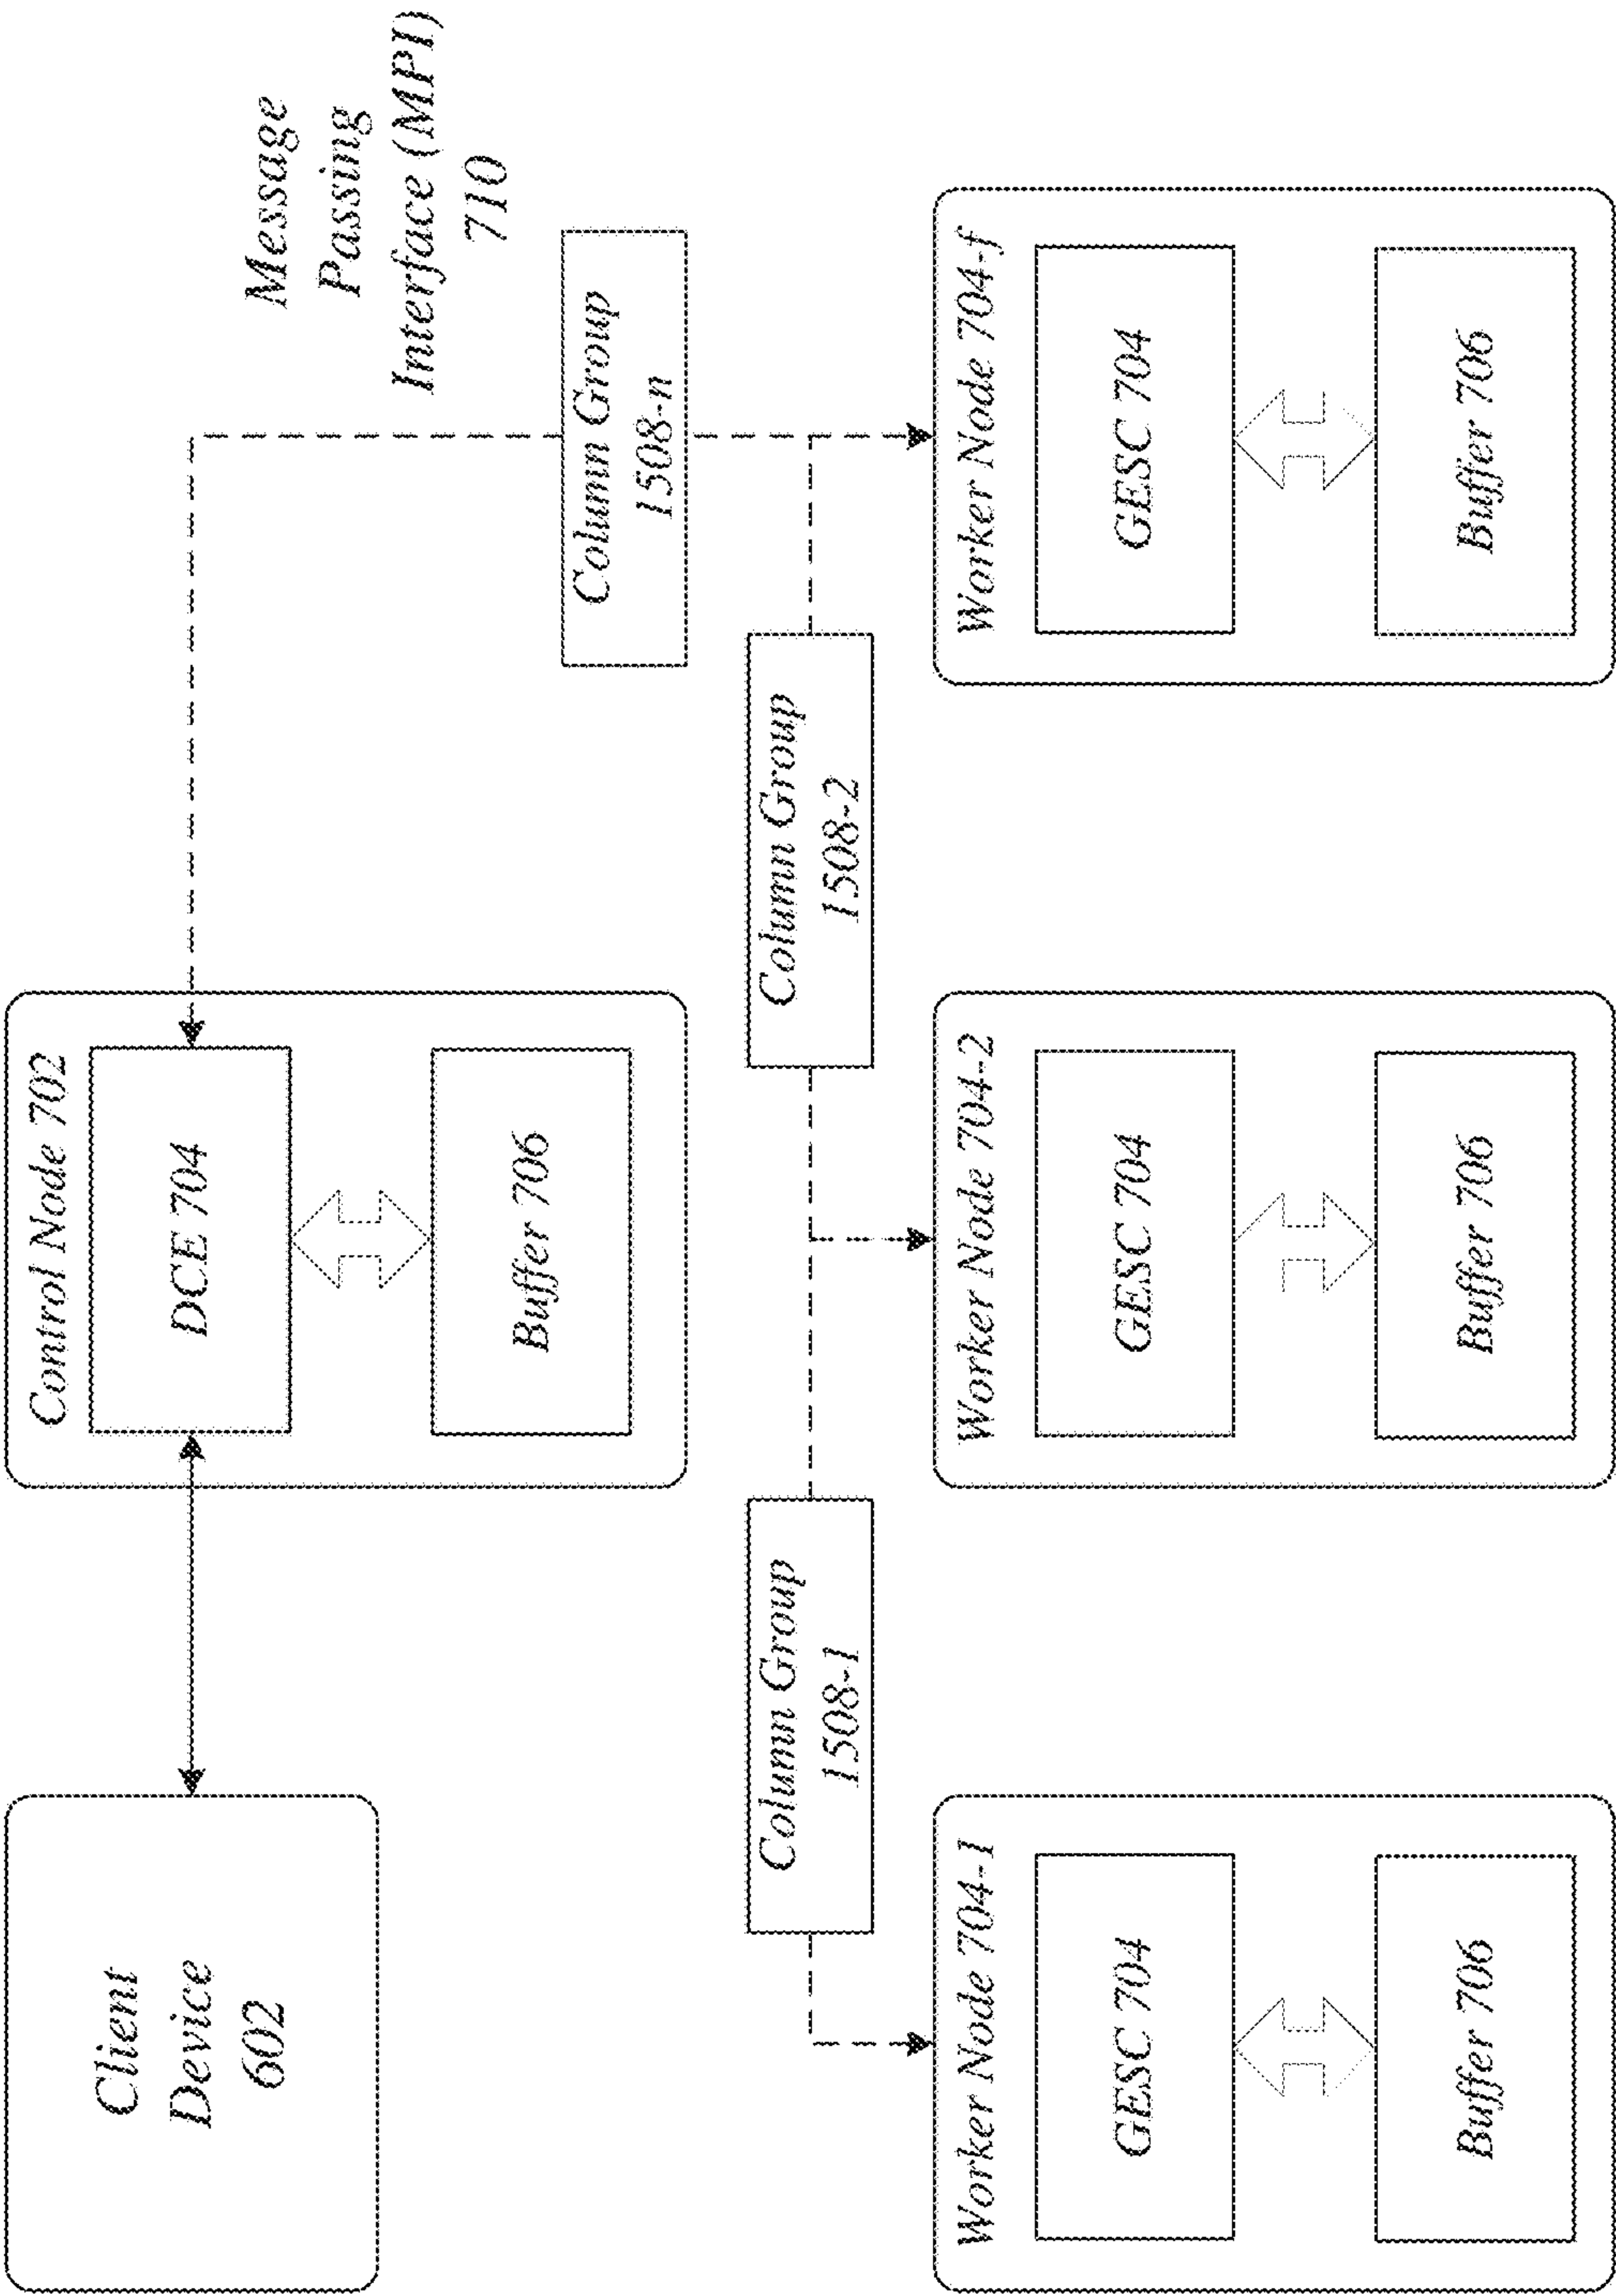 Client
Device
602
Control Node 702
DCE 704
Buffer 706
Message
Passing
Interface (MPI)
710
Column Group
1508-n
Column Group
1508-1
Column Group
1508-2
Worker Node 704-1
GESC 704
Buffer 706
Worker Node 704-2
GESC 704
Buffer 706
Worker Node 704-f
GESC 704
Buffer 706